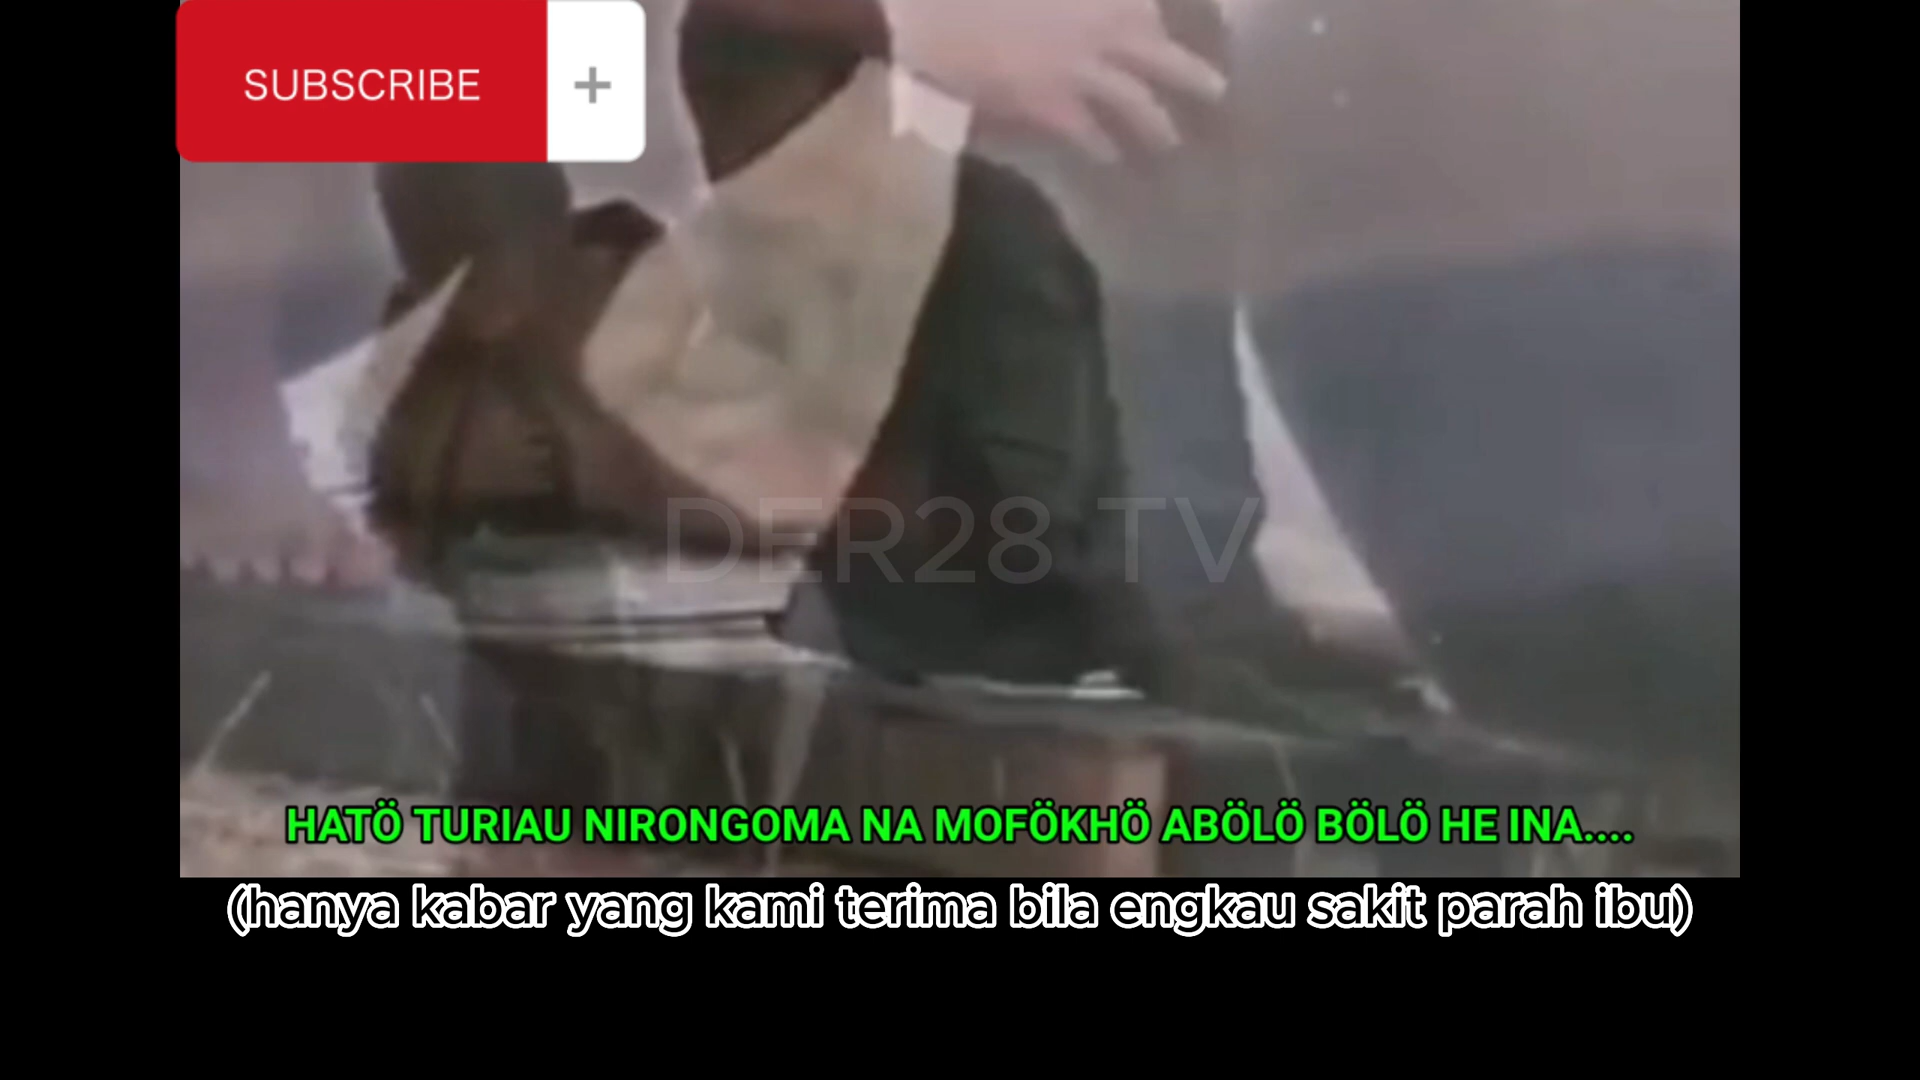 SUBSCRIBE +
DER28 TV
HATÖ TURIAU NIRONGOMA NA MOFÖKHÖ ABÖLÖ BÖLÖ HE INA....
(hanya kabar yang kami terima bila engkau sakit parah ibu)